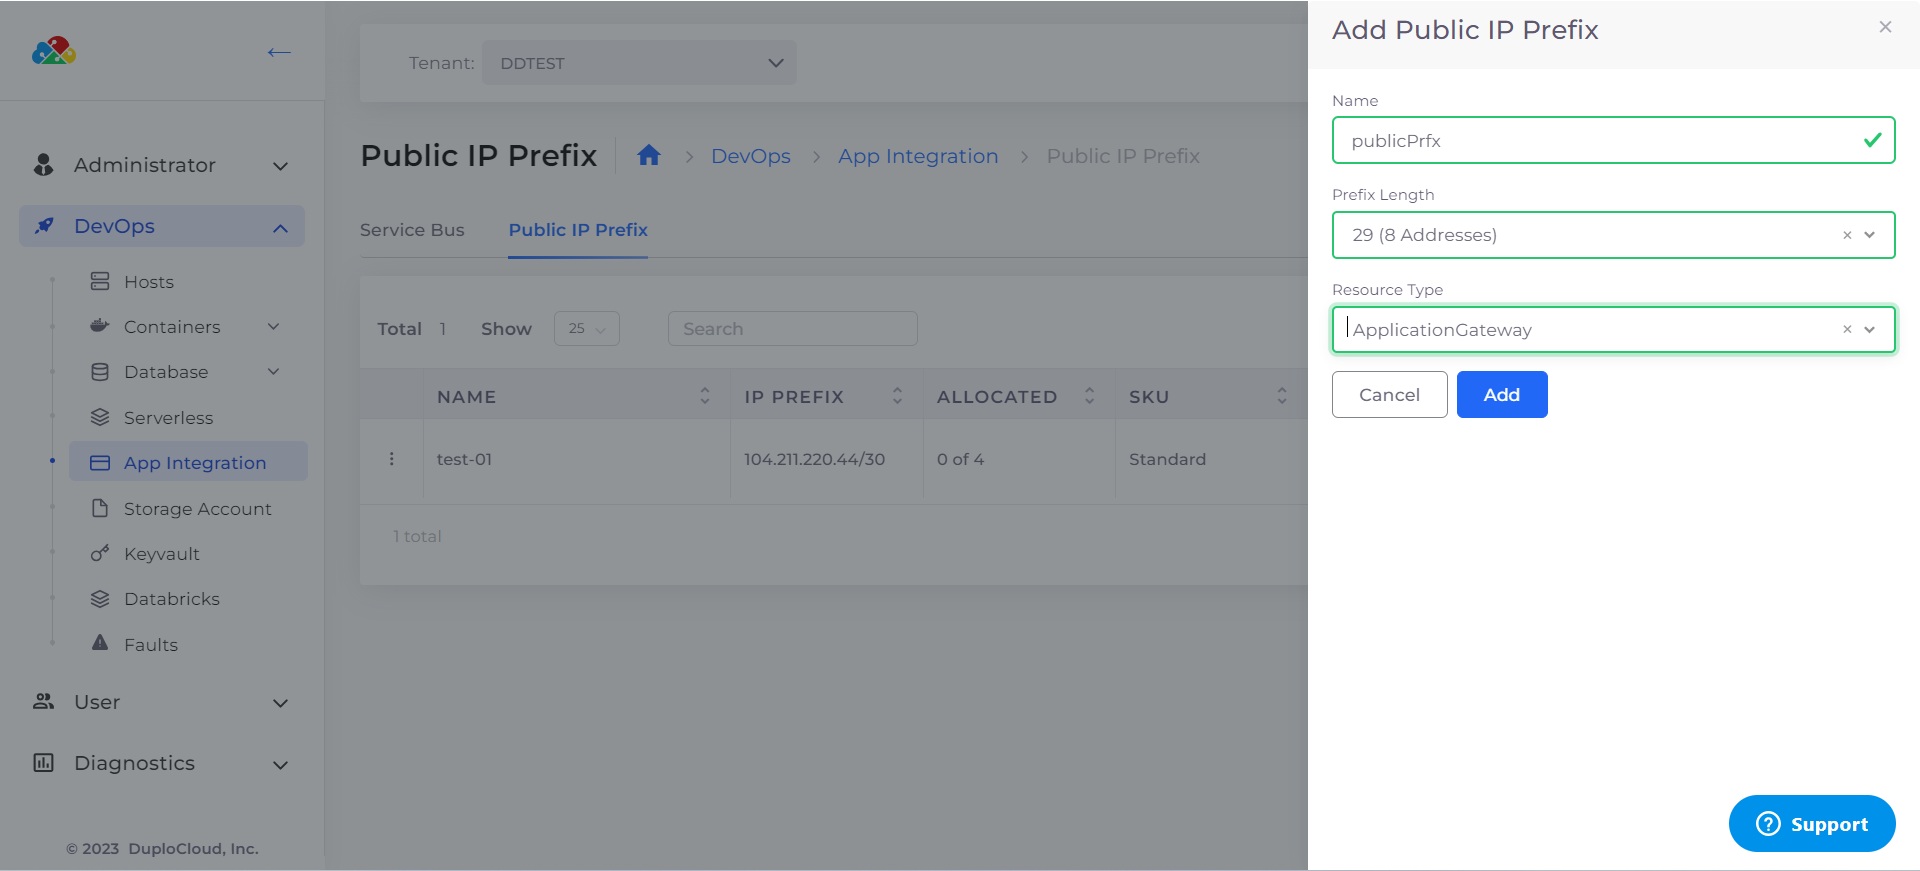 Tenant: DDTEST
Administrator
DevOps
Hosts
Containers
Database
Serverless
App Integration
Storage Account
Keyvault
Databricks
Faults
User
Diagnostics
© 2023 DuploCloud, Inc.
Public IP Prefix
DevOps
App Integration
Public IP Prefix
Service Bus Public IP Prefix
Total 1 Show 25 Search
NAME IP PREFIX ALLOCATED SKU
test-01 104.211.220.44/30 0 of 4 Standard
1 total
Add Public IP Prefix
Name
publicPrfx
Prefix Length
29 (8 Addresses)
Resource Type
ApplicationGateway
Cancel Add
Support